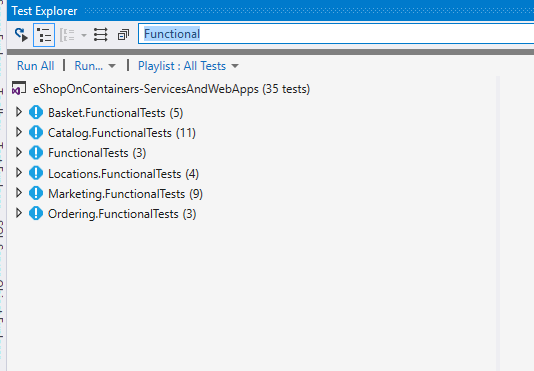 Test Explorer
Functional
Run All | Run... | Playlist : All Tests
eShopOnContainers-ServicesAndWebApps (35 tests)
Basket.FunctionalTests (5)
Catalog.FunctionalTests (11)
FunctionalTests (3)
Locations.FunctionalTests (4)
Marketing.FunctionalTests (9)
Ordering.FunctionalTests (3)